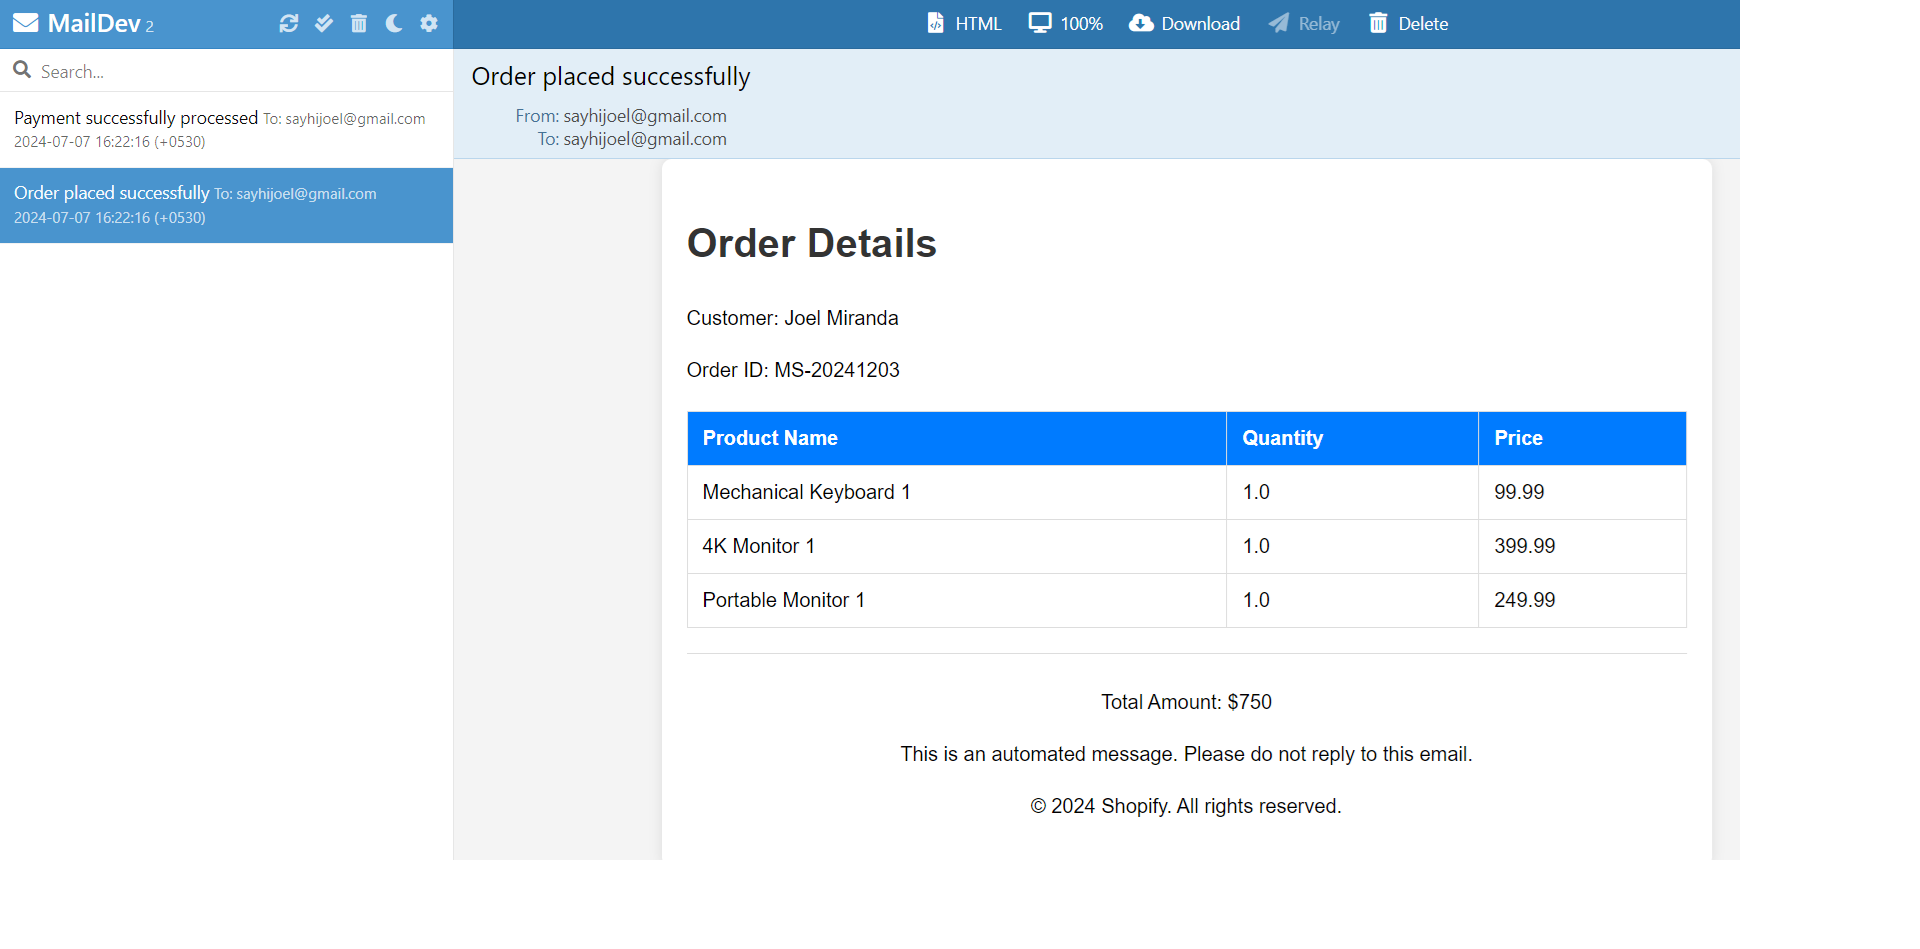 MailDev 2
HTML 100% Download Relay Delete
Search...
Payment successfully processed To: sayhijoel@gmail.com
2024-07-07 16:22:16 (+0530)
Order placed successfully To: sayhijoel@gmail.com
2024-07-07 16:22:16 (+0530)
Order placed successfully
From: sayhijoel@gmail.com
To: sayhijoel@gmail.com
Order Details
Customer: Joel Miranda
Order ID: MS-20241203
Product Name Quantity Price
Mechanical Keyboard 1 1.0 99.99
4K Monitor 1 1.0 399.99
Portable Monitor 1 1.0 249.99
Total Amount: $750
This is an automated message. Please do not reply to this email.
© 2024 Shopify. All rights reserved.